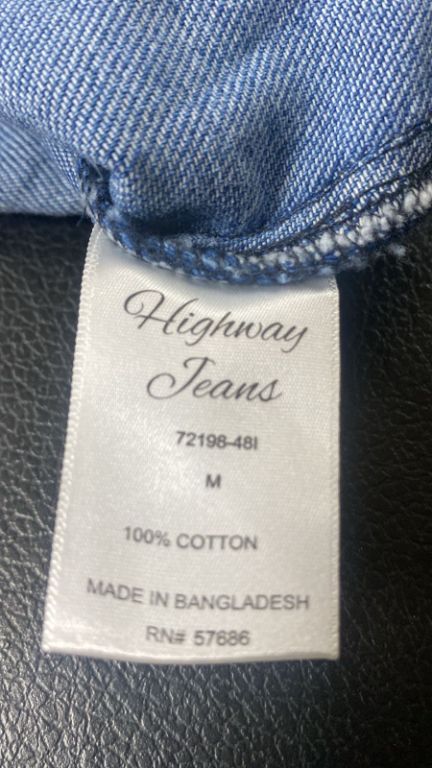 Highway
Jeans
72198-48I
M
100% COTTON
MADE IN BANGLADESH
RN# 57686